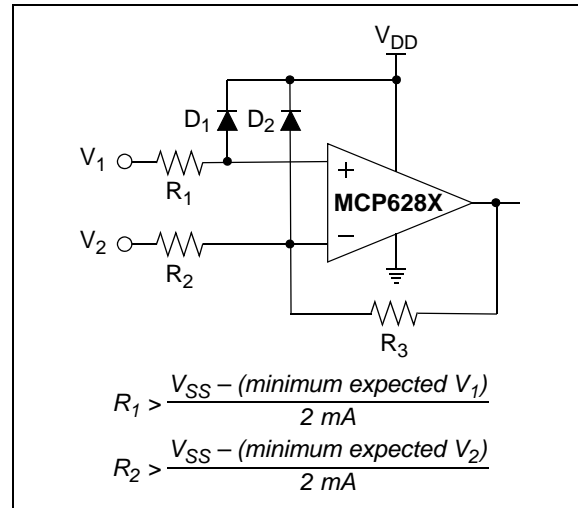 V_DD
D_1 D_2
V_1
R_1
+
MCP628X
V_2
R_2
–
R_3
R_1 > V_SS – (minimum expected V_1)
2 mA
R_2 > V_SS – (minimum expected V_2)
2 mA